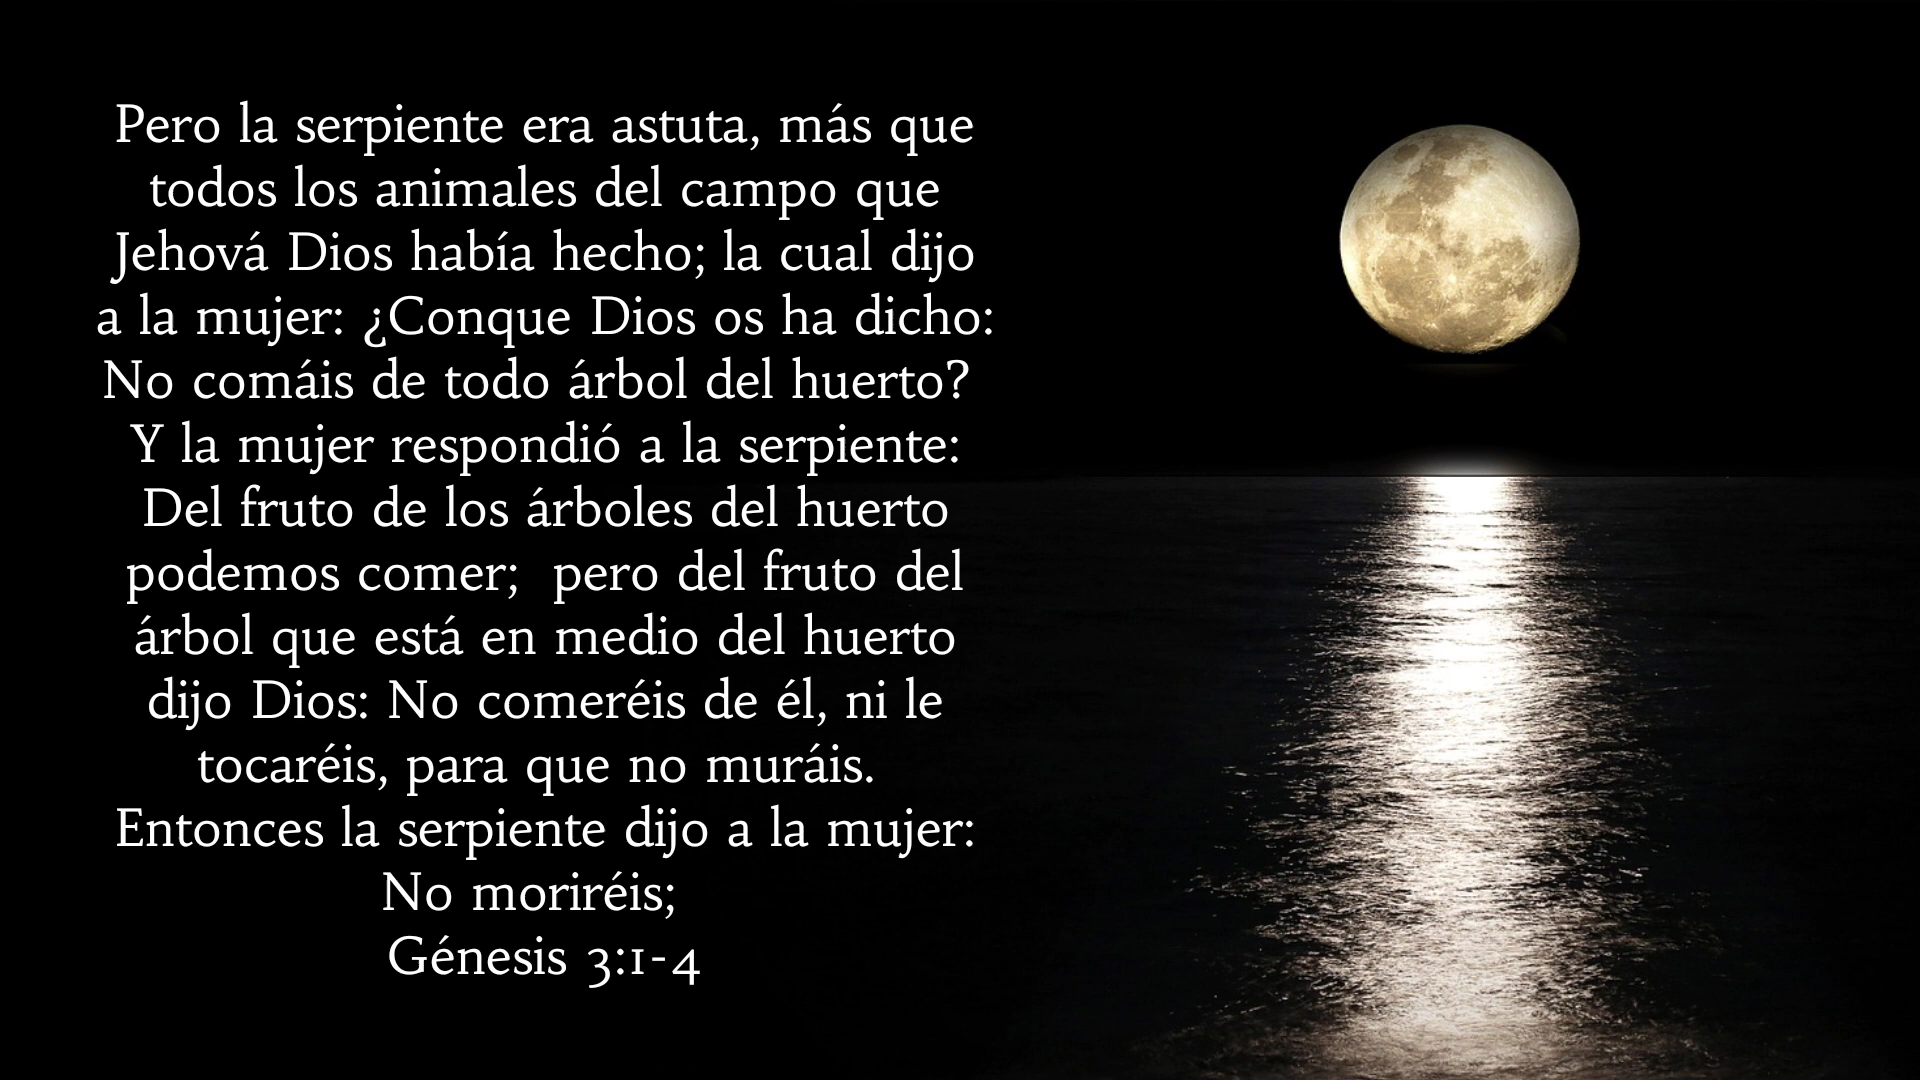 Pero la serpiente era astuta, más que
todos los animales del campo que
Jehová Dios había hecho; la cual dijo
a la mujer: ¿Conque Dios os ha dicho:
No comáis de todo árbol del huerto?
Y la mujer respondió a la serpiente:
Del fruto de los árboles del huerto
podemos comer;  pero del fruto del
árbol que está en medio del huerto
dijo Dios: No comeréis de él, ni le
tocaréis, para que no muráis.
Entonces la serpiente dijo a la mujer:
No moriréis;
Génesis 3:1-4